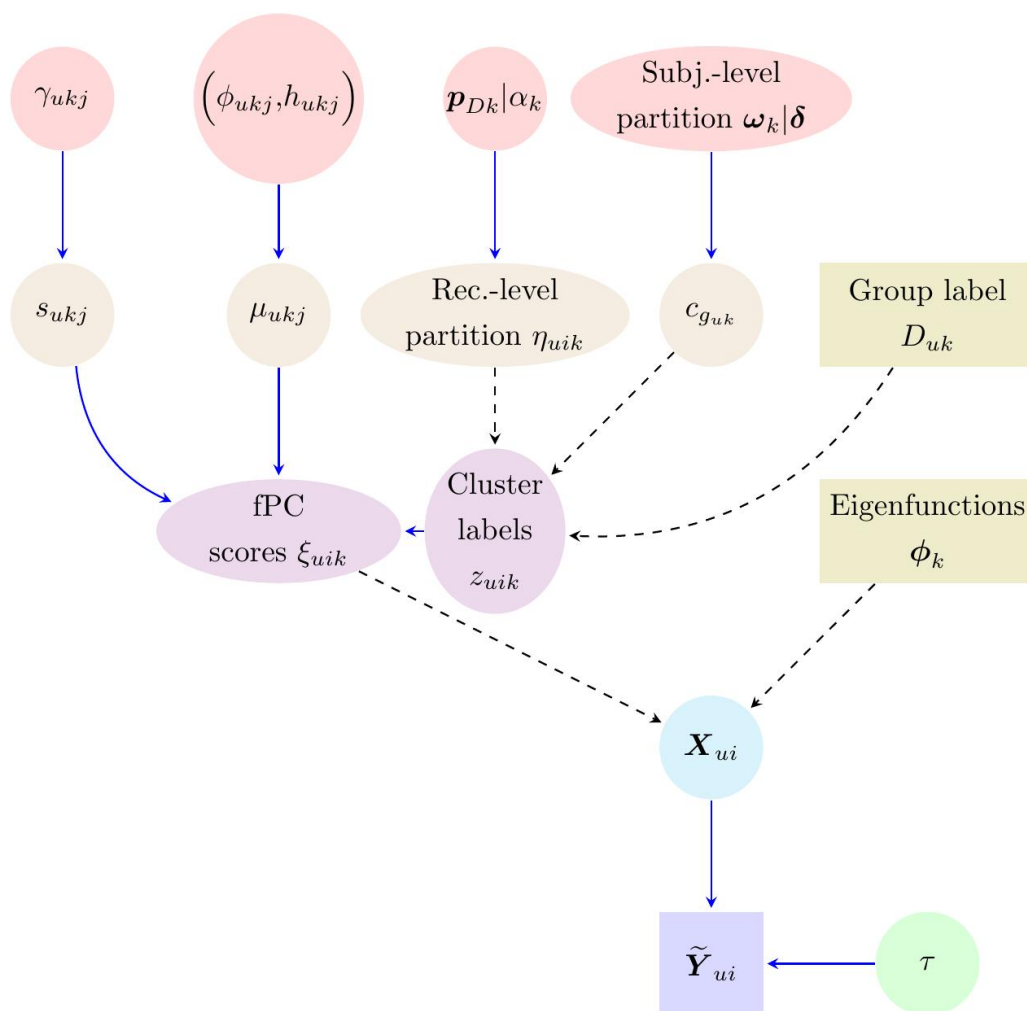 γ_{ukj}
(ϕ_{ukj},h_{ukj})
𝒑_{Dk}|α_k
Subj.-level
partition 𝝎_k|𝜹
s_{ukj}
μ_{ukj}
Rec.-level
partition η_{uik}
c_{g_{uk}}
Group label
D_{uk}
fPC
scores ξ_{uik}
Cluster
labels
z_{uik}
Eigenfunctions
ϕ_k
X_{ui}
Ỹ_{ui}
τ